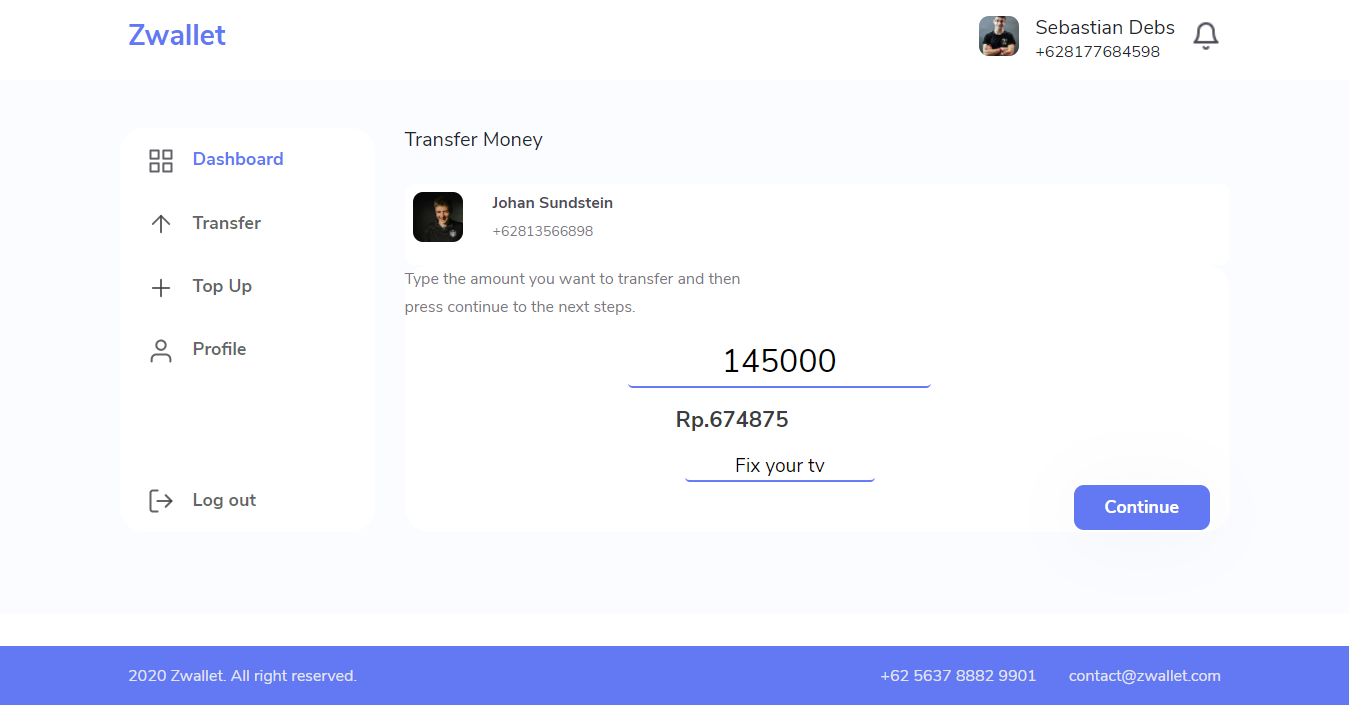 Zwallet
Sebastian Debs
+628177684598
Dashboard
Transfer
Top Up
Profile
Log out
Transfer Money
Johan Sundstein
+62813566898
Type the amount you want to transfer and then
press continue to the next steps.
145000
Rp.674875
Fix your tv
Continue
2020 Zwallet. All right reserved.
+62 5637 8882 9901
contact@zwallet.com